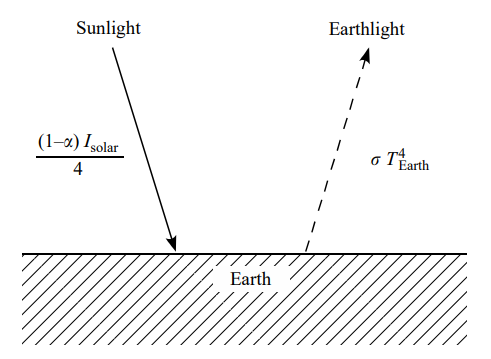 Sunlight
Earthlight
(1–α) I_solar
4
σ T⁴_Earth
Earth